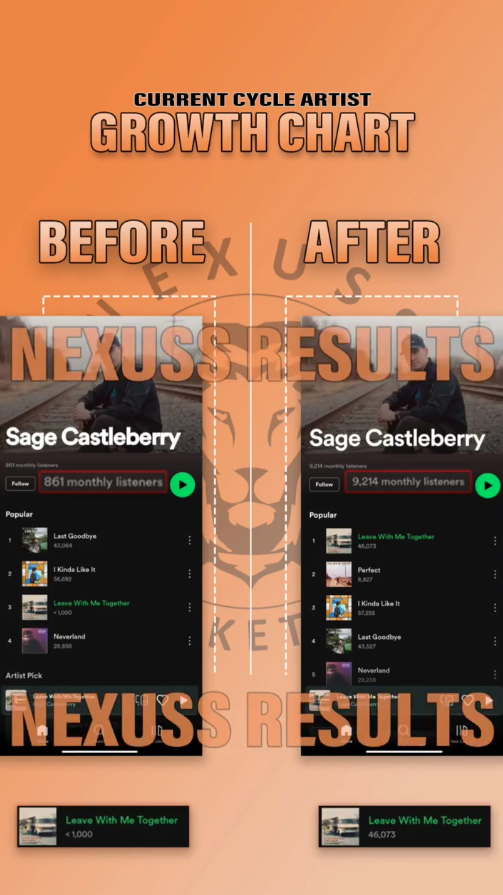 CURRENT CYCLE ARTIST
GROWTH CHART
BEFORE
AFTER
NEXUSS
NEXUSS RESULTS
Sage Castleberry
861 monthly listeners
Follow
861 monthly listeners
Popular
1
Last Goodbye
43,064
2
I Kinda Like It
56,692
3
Leave With Me Together
< 1,000
4
Neverland
28,856
Artist Pick
Leave With Me Together
Sage Castleberry
9,214 monthly listeners
Follow
9,214 monthly listeners
Popular
1
Leave With Me Together
46,073
2
Perfect
8,827
3
I Kinda Like It
57,255
4
Last Goodbye
43,327
5
Neverland
29,238
Leave With Me Together
KET
NEXUSS RESULTS
Leave With Me Together
< 1,000
Leave With Me Together
46,073